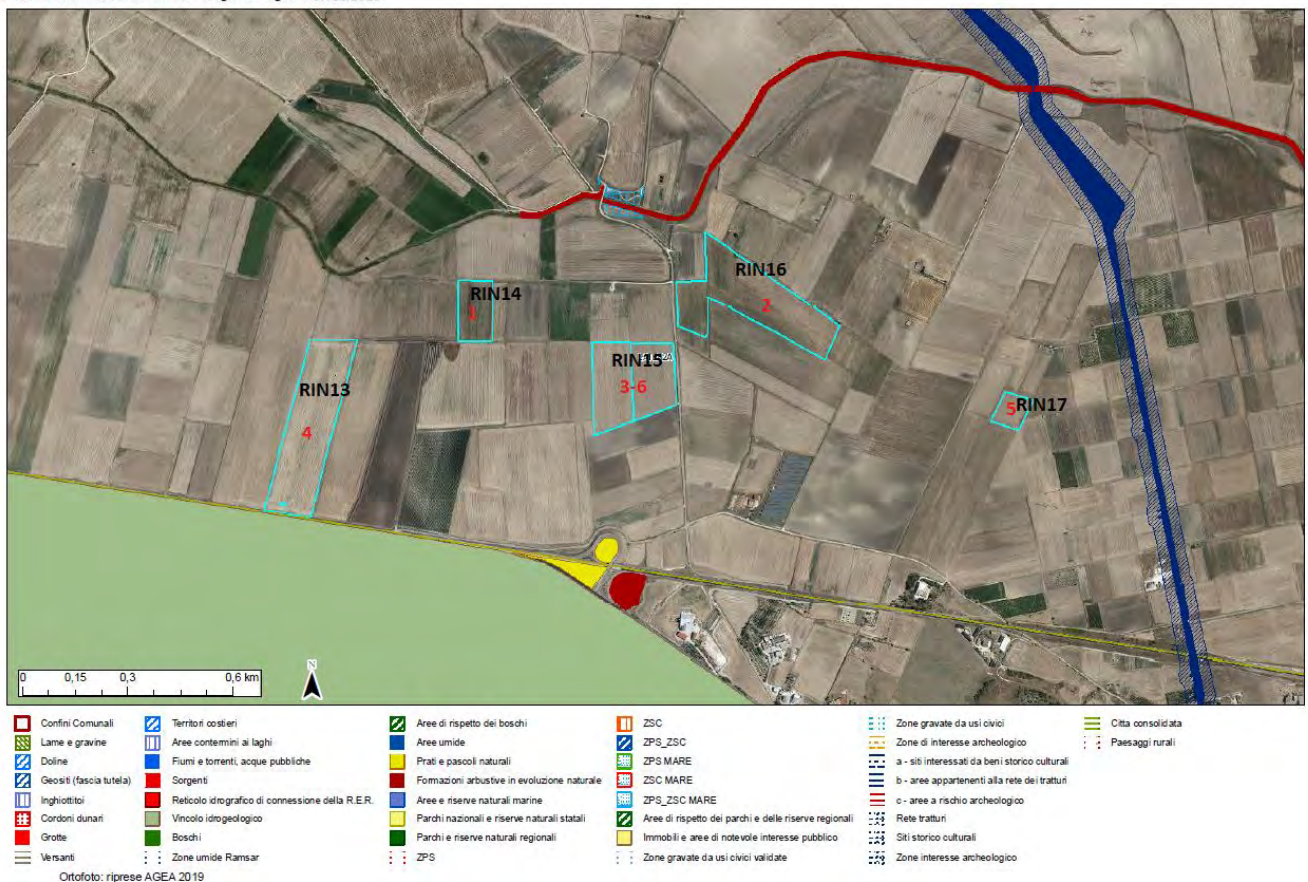 RIN16
2
RIN14
1
RIN15
3-6
RIN13
4
5
RIN17
0 0,15 0,3 0,6 km
N
Confini Comunali
Lame e gravine
Doline
Geositi (fascia tutela)
Inghiottitoi
Cordoni dunari
Grotte
Versanti
Territori costieri
Aree contermini ai laghi
Fiumi e torrenti, acque pubbliche
Sorgenti
Reticolo idrografico di connessione della R.E.R.
Vincolo idrogeologico
Boschi
Zone umide Ramsar
Aree di rispetto dei boschi
Aree umide
Prati e pascoli naturali
Formazioni arbustive in evoluzione naturale
Aree e riserve naturali marine
Parchi nazionali e riserve naturali statali
Parchi e riserve naturali regionali
ZPS
ZSC
ZPS_ZSC
ZPS MARE
ZSC MARE
ZPS_ZSC MARE
Aree di rispetto dei parchi e delle riserve regionali
Immobili e aree di notevole interesse pubblico
Zone gravate da usi civici validate
Zone gravate da usi civici
Zone di interesse archeologico
a - siti interessati da beni storico culturali
b - aree appartenenti alla rete dei tratturi
c - aree a rischio archeologico
Rete tratturi
Siti storico culturali
Zone interesse archeologico
Citta consolidata
Paesaggi rurali
Ortofoto: riprese AGEA 2019